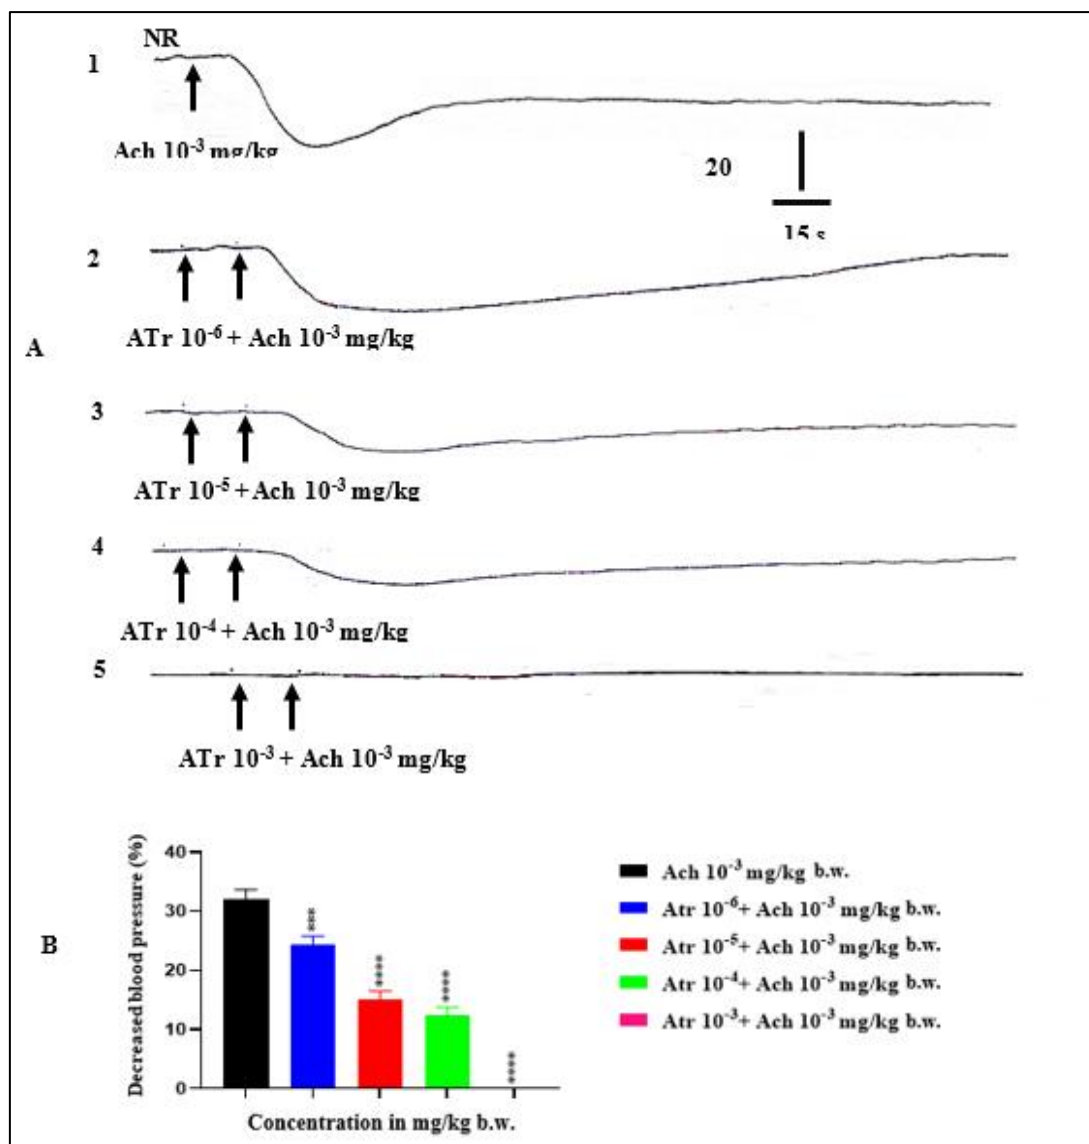 NR
1
Ach 10⁻³ mg/kg
20
15 s
2
ATr 10⁻⁶ + Ach 10⁻³ mg/kg
A
3
ATr 10⁻⁵ + Ach 10⁻³ mg/kg
4
ATr 10⁻⁴ + Ach 10⁻³ mg/kg
5
ATr 10⁻³ + Ach 10⁻³ mg/kg
B
Decreased blood pressure (%)
40
30
20
10
0
***
****
****
****
Concentration in mg/kg b.w.
Ach 10⁻³ mg/kg b.w.
Atr 10⁻⁶+ Ach 10⁻³ mg/kg b.w.
Atr 10⁻⁵+ Ach 10⁻³ mg/kg b.w.
Atr 10⁻⁴+ Ach 10⁻³ mg/kg b.w.
Atr 10⁻³+ Ach 10⁻³ mg/kg b.w.